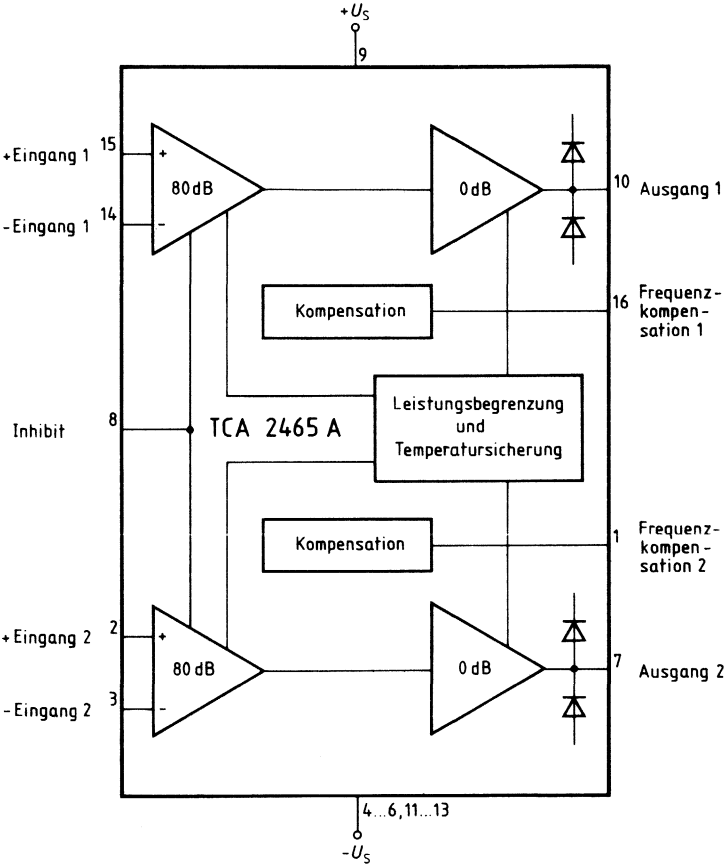 +Us
9
+Eingang 1
15
+
80dB
-Eingang 1
14
-
0dB
10
Ausgang 1
Kompensation
16
Frequenz-
kompen-
sation 1
Inhibit
8
TCA 2465 A
Leistungsbegrenzung
und
Temperatursicherung
Kompensation
1
Frequenz-
kompen-
sation 2
+Eingang 2
2
+
80dB
-Eingang 2
3
-
0dB
7
Ausgang 2
4...6,11...13
-Us